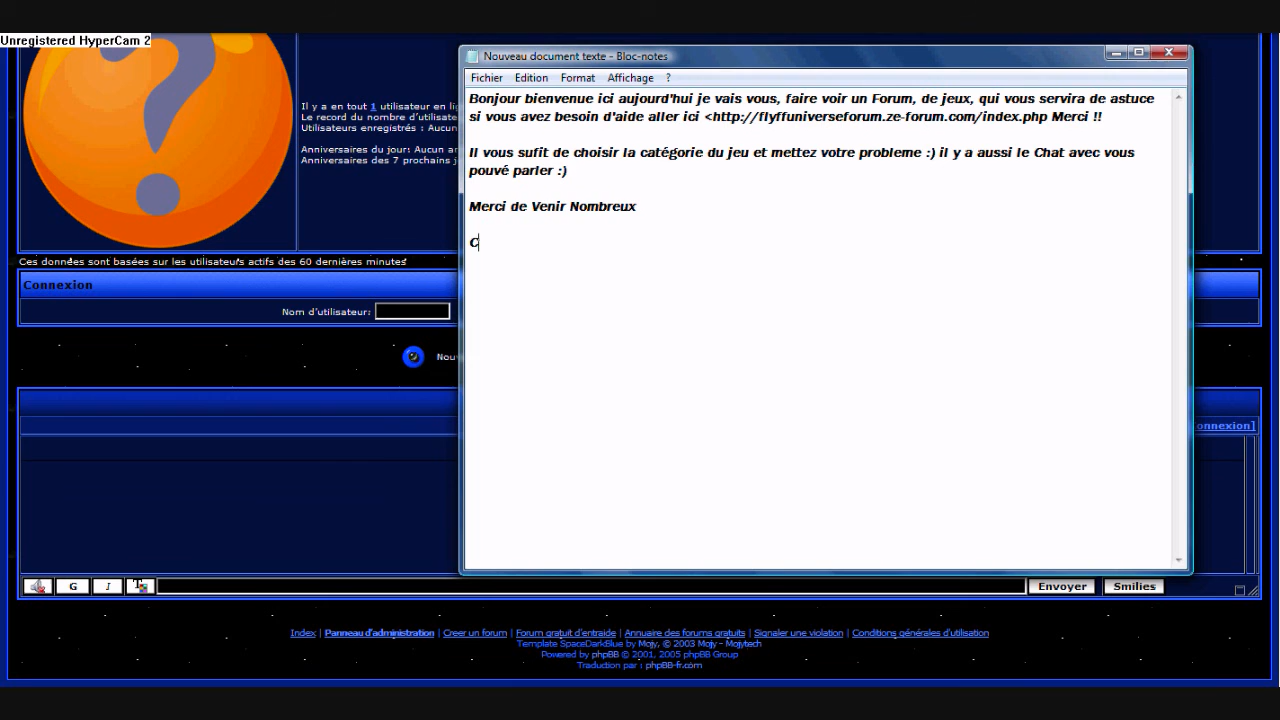 Unregistered HyperCam 2
Nouveau document texte - Bloc-notes
Fichier Edition Format Affichage ?
Bonjour bienvenue ici aujourd'hui je vais vous, faire voir un Forum, de jeux, qui vous servira de astuce
si vous avez besoin d'aide aller ici <http://flyffuniverseforum.ze-forum.com/index.php Merci !!
Il vous sufit de choisir la catégorie du jeu et mettez votre probleme :) il y a aussi le Chat avec vous
pouvé parler :)
Merci de Venir Nombreux
C
Il y a en tout 1 utilisateur en lig
Le record du nombre d'utilisate
Utilisateurs enregistrés : Aucun
Anniversaires du jour: Aucun ar
Anniversaires des 7 prochains j
Ces données sont basées sur les utilisateurs actifs des 60 dernières minutes
Connexion
Nom d'utilisateur:
Nouv
onnexion]
G I T Envoyer Smilies
Index | Panneau d'administration | Creer un forum | Forum gratuit d'entraide | Annuaire des forums gratuits | Signaler une violation | Conditions générales d'utilisation
Template SpaceDarkBlue by Mojy, © 2003 Mojy - Mojytech
Powered by phpBB © 2001, 2005 phpBB Group
Traduction par : phpBB-fr.com